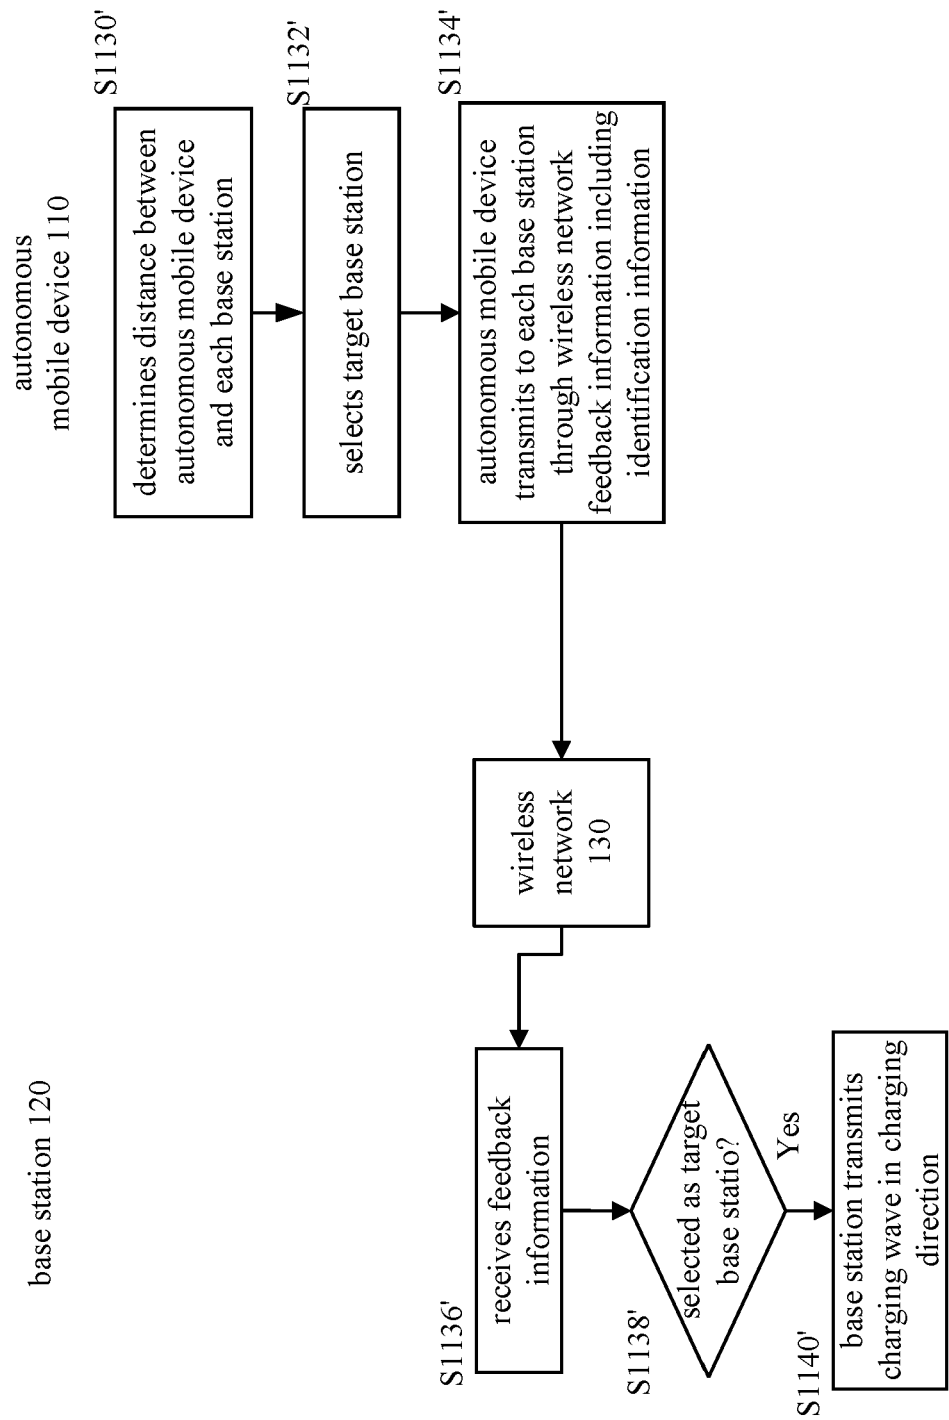 base station 120
autonomous
mobile device 110
S1130'
determines distance between
autonomous mobile device
and each base station
S1132'
selects target base station
S1134'
autonomous mobile device
transmits to each base station
through wireless network
feedback information including
identification information
wireless
network
130
S1136'
receives feedback
information
S1138'
selected as target
base statio?
Yes
S1140'
base station transmits
charging wave in charging
direction